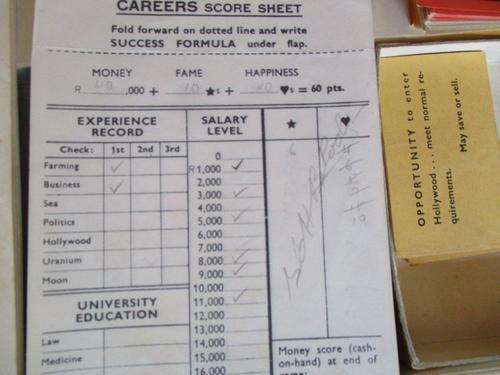 CAREERS SCORE SHEET
Fold forward on dotted line and write
SUCCESS FORMULA under flap.
MONEY FAME HAPPINESS
R 40 ,000 + 10 ★s + 10 ♥s = 60 pts.
EXPERIENCE RECORD
Check: 1st 2nd 3rd
Farming ✓
Business ✓
Sea
Politics
Hollywood
Uranium
Moon
UNIVERSITY EDUCATION
Law
Medicine
SALARY LEVEL
0
R1,000 ✓
2,000
3,000 ✓
4,000
5,000 ✓
6,000
7,000
8,000 ✓
9,000 ✓
10,000
11,000 ✓
12,000
13,000
14,000
15,000
16,000
★ ♥
Money score (cash-
on-hand) at end of
OPPORTUNITY to enter
Hollywood . . . meet normal re-
quirements. May save or sell.